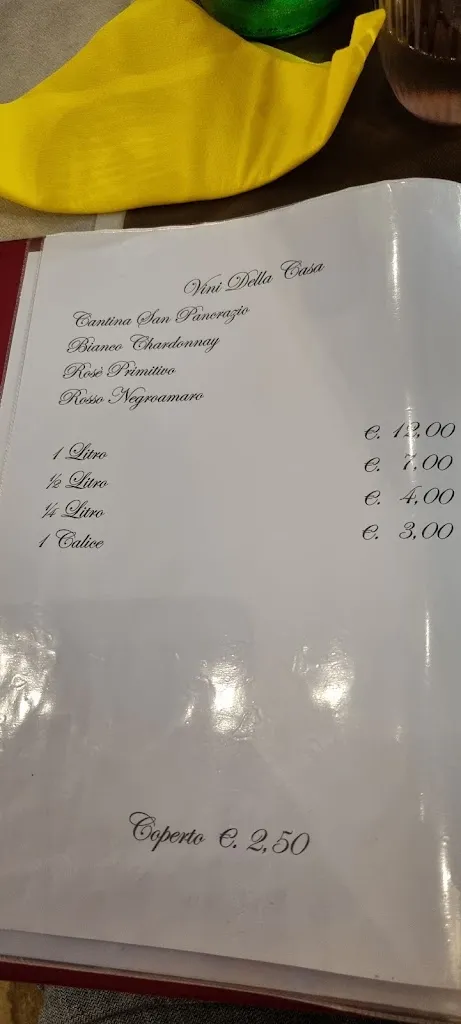 Vini Della Casa
Cantina San Pancrazio
Bianco Chardonnay
Rosè Primitivo
Rosso Negroamaro
1 Litro €. 12,00
½ Litro €. 7,00
¼ Litro €. 4,00
1 Calice €. 3,00
Coperto €. 2,50